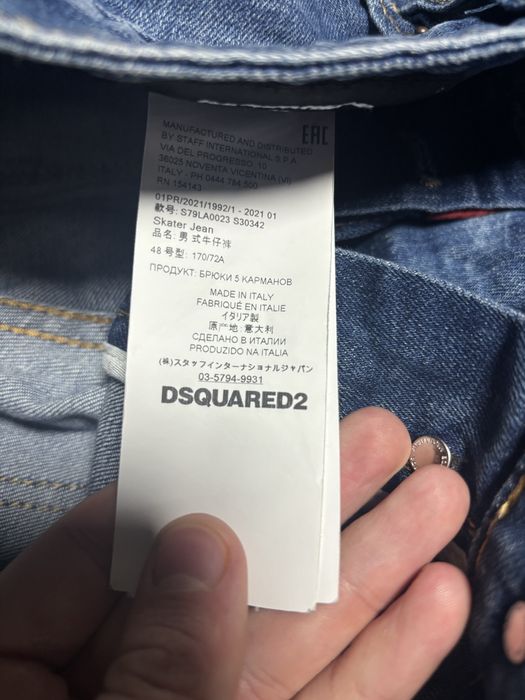 MANUFACTURED AND DISTRIBUTED
EAC
BY STAFF INTERNATIONAL S.P.A
VIA DEL PROGRESSO, 10
36025 NOVENTA VICENTINA (VI)
ITALY - PH 0444 784 500
RN 154143
01PR/2021/1992/1 - 2021 01
款号: S79LA0023 S30342
Skater Jean
品名: 男 式牛仔裤
48 号型: 170/72A
ПРОДУКТ: БРЮКИ 5 КАРМАНОВ
MADE IN ITALY
FABRIQUÉ EN ITALIE
イタリア製
原产地: 意大利
СДЕЛАНО В ИТАЛИИ
PRODUZIDO NA ITALIA
(株)スタッフインターナショナルジャパン
03-5794-9931
DSQUARED2